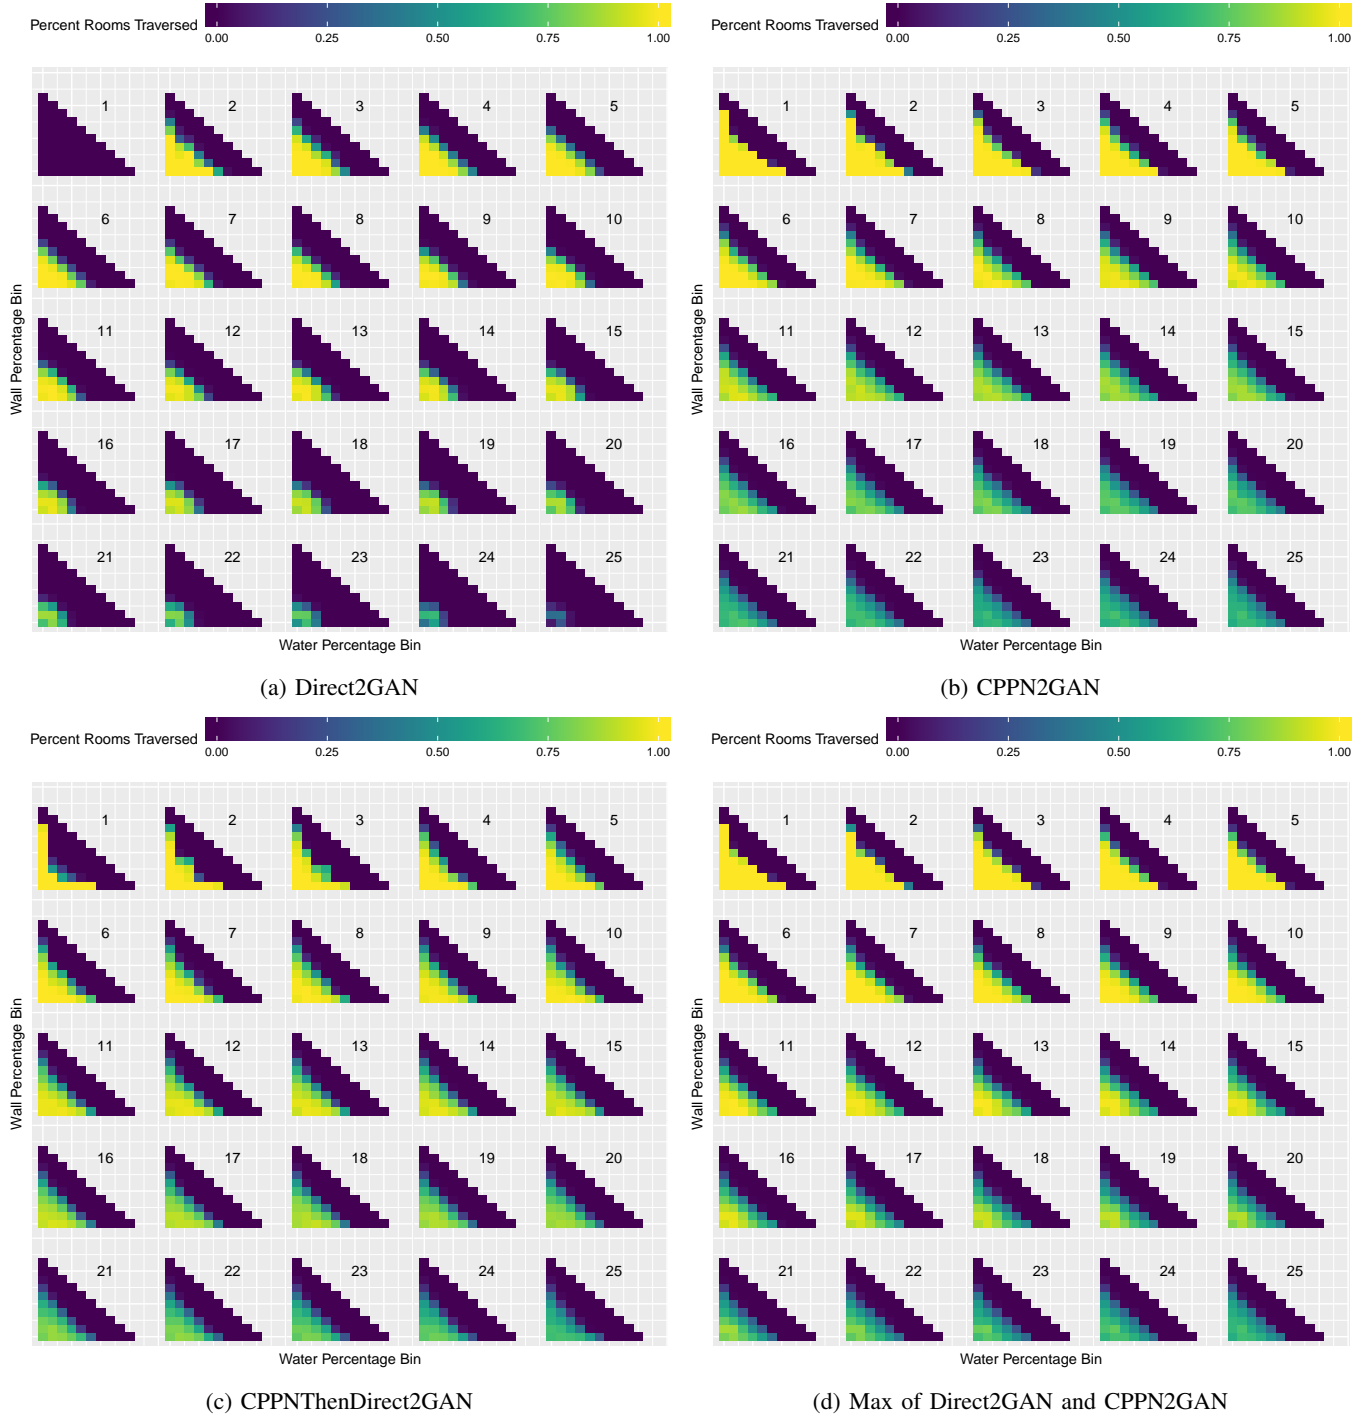 Percent Rooms Traversed
0.00 0.25 0.50 0.75 1.00
1 2 3 4 5
6 7 8 9 10
11 12 13 14 15
16 17 18 19 20
21 22 23 24 25
Wall Percentage Bin
Water Percentage Bin
(a) Direct2GAN
Percent Rooms Traversed
0.00 0.25 0.50 0.75 1.00
1 2 3 4 5
6 7 8 9 10
11 12 13 14 15
16 17 18 19 20
21 22 23 24 25
Wall Percentage Bin
Water Percentage Bin
(b) CPPN2GAN
Percent Rooms Traversed
0.00 0.25 0.50 0.75 1.00
1 2 3 4 5
6 7 8 9 10
11 12 13 14 15
16 17 18 19 20
21 22 23 24 25
Wall Percentage Bin
Water Percentage Bin
(c) CPPNThenDirect2GAN
Percent Rooms Traversed
0.00 0.25 0.50 0.75 1.00
1 2 3 4 5
6 7 8 9 10
11 12 13 14 15
16 17 18 19 20
21 22 23 24 25
Wall Percentage Bin
Water Percentage Bin
(d) Max of Direct2GAN and CPPN2GAN